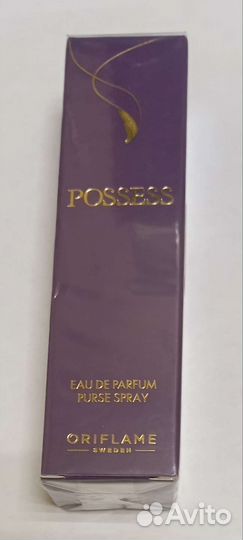 POSSESS
EAU DE PARFUM
PURSE SPRAY
ORIFLAME
SWEDEN
Avito